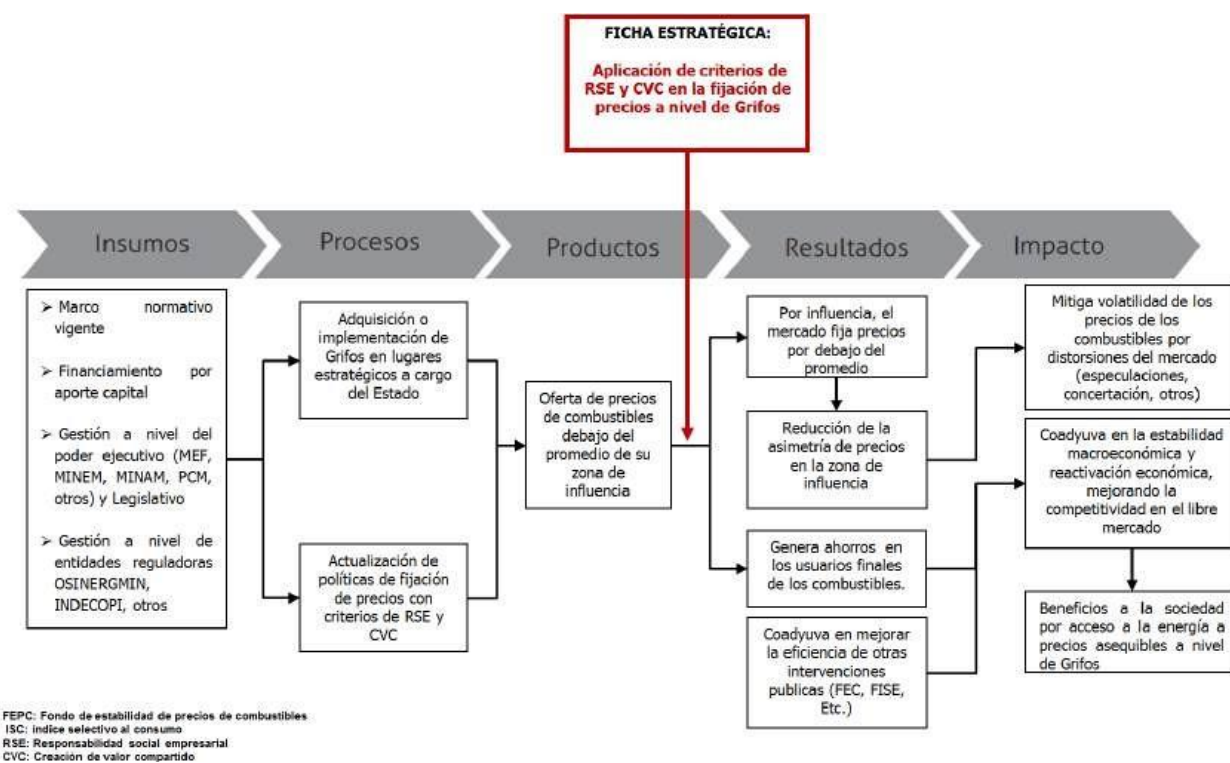 FICHA ESTRATÉGICA:
Aplicación de criterios de
RSE y CVC en la fijación de
precios a nivel de Grifos
Insumos
Procesos
Productos
Resultados
Impacto
➢ Marco normativo
vigente
➢ Financiamiento por
aporte capital
➢ Gestión a nivel del
poder ejecutivo (MEF,
MINEM, MINAM, PCM,
otros) y Legislativo
➢ Gestión a nivel de
entidades reguladoras
OSINERGMIN,
INDECOPI, otros
Adquisición o
implementación de
Grifos en lugares
estratégicos a cargo
del Estado
Actualización de
políticas de fijación
de precios con
criterios de RSE y
CVC
Oferta de precios
de combustibles
debajo del
promedio de su
zona de
influencia
Por influencia, el
mercado fija precios
por debajo del
promedio
Reducción de la
asimetría de precios
en la zona de
influencia
Genera ahorros en
los usuarios finales
de los combustibles.
Coadyuva en mejorar
la eficiencia de otras
intervenciones
publicas (FEC, FISE,
Etc.)
Mitiga volatilidad de los
precios de los
combustibles por
distorsiones del mercado
(especulaciones,
concertación, otros)
Coadyuva en la estabilidad
macroeconómica y
reactivación económica,
mejorando la
competitividad en el libre
mercado
Beneficios a la sociedad
por acceso a la energía a
precios asequibles a nivel
de Grifos
FEPC: Fondo de estabilidad de precios de combustibles
ISC: indice selectivo al consumo
RSE: Responsabilidad social empresarial
CVC: Creación de valor compartido